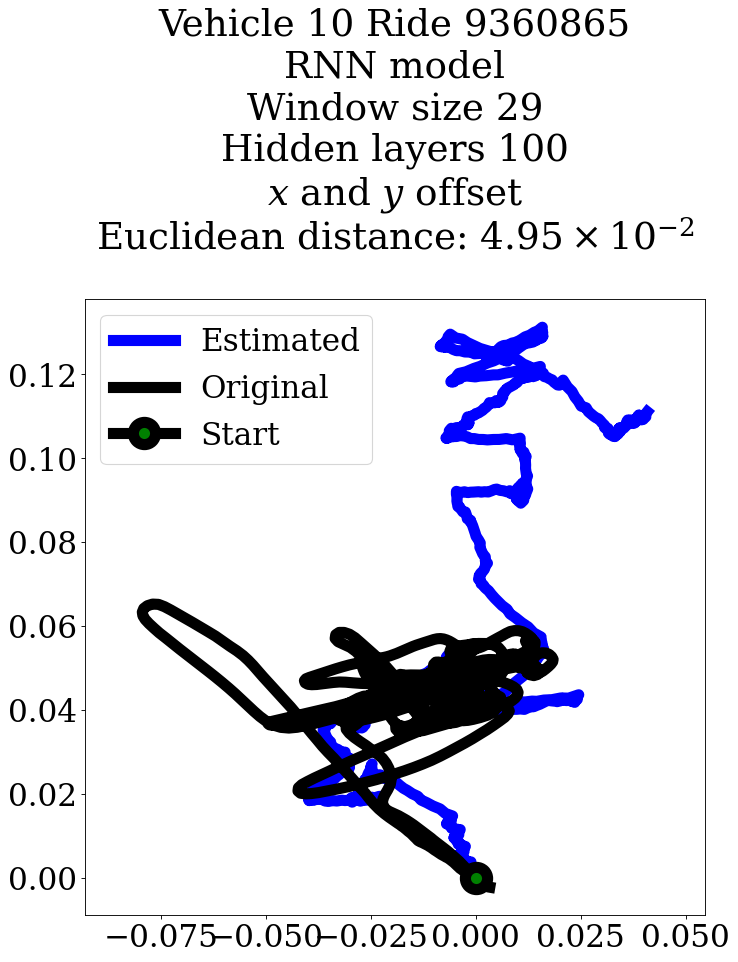 Vehicle 10 Ride 9360865
RNN model
Window size 29
Hidden layers 100
x and y offset
Euclidean distance: 4.95 × 10⁻²
Estimated
Original
Start
0.12
0.10
0.08
0.06
0.04
0.02
0.00
−0.075 −0.050 −0.025 0.000 0.025 0.050